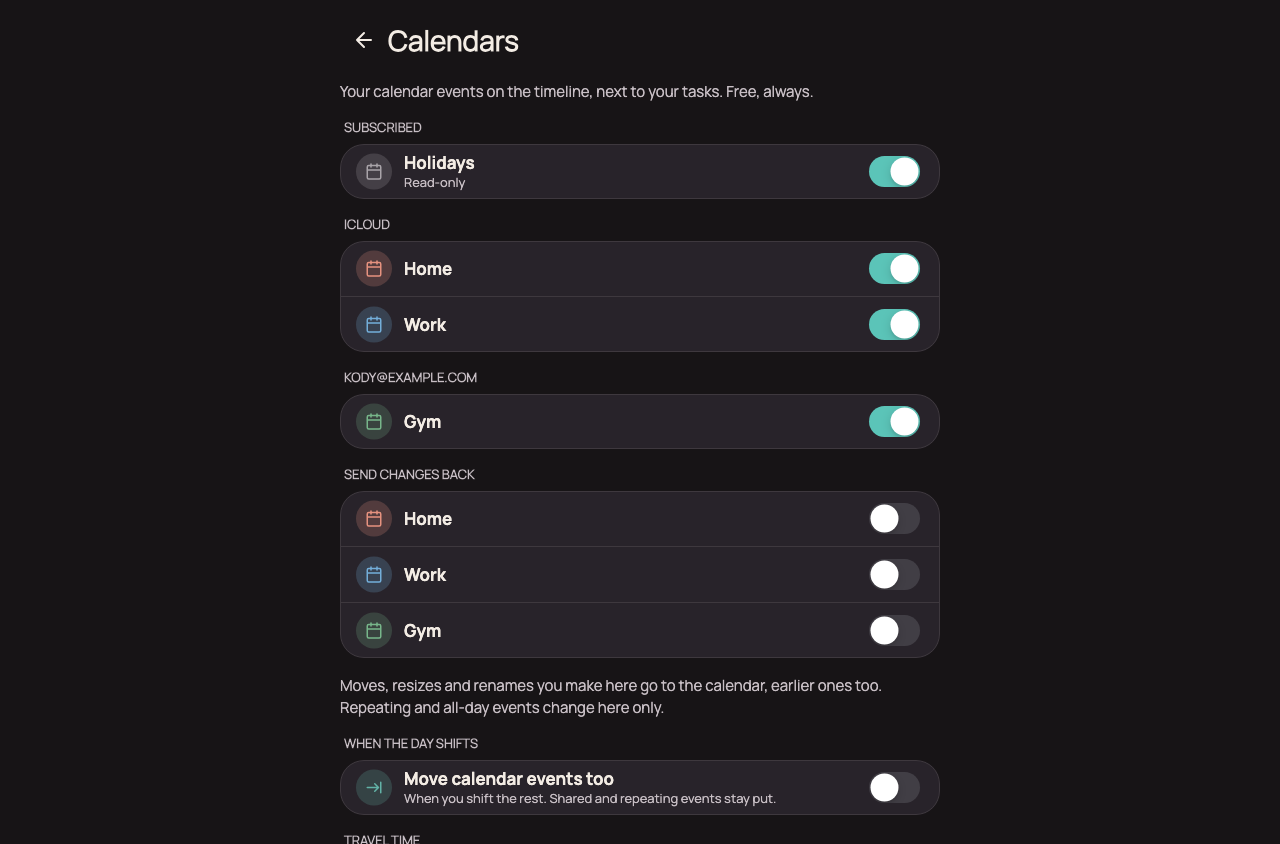 Calendars
Your calendar events on the timeline, next to your tasks. Free, always.
SUBSCRIBED
Holidays
Read-only
ICLOUD
Home
Work
KODY@EXAMPLE.COM
Gym
SEND CHANGES BACK
Home
Work
Gym
Moves, resizes and renames you make here go to the calendar, earlier ones too.
Repeating and all-day events change here only.
WHEN THE DAY SHIFTS
Move calendar events too
When you shift the rest. Shared and repeating events stay put.
TRAVEL TIME